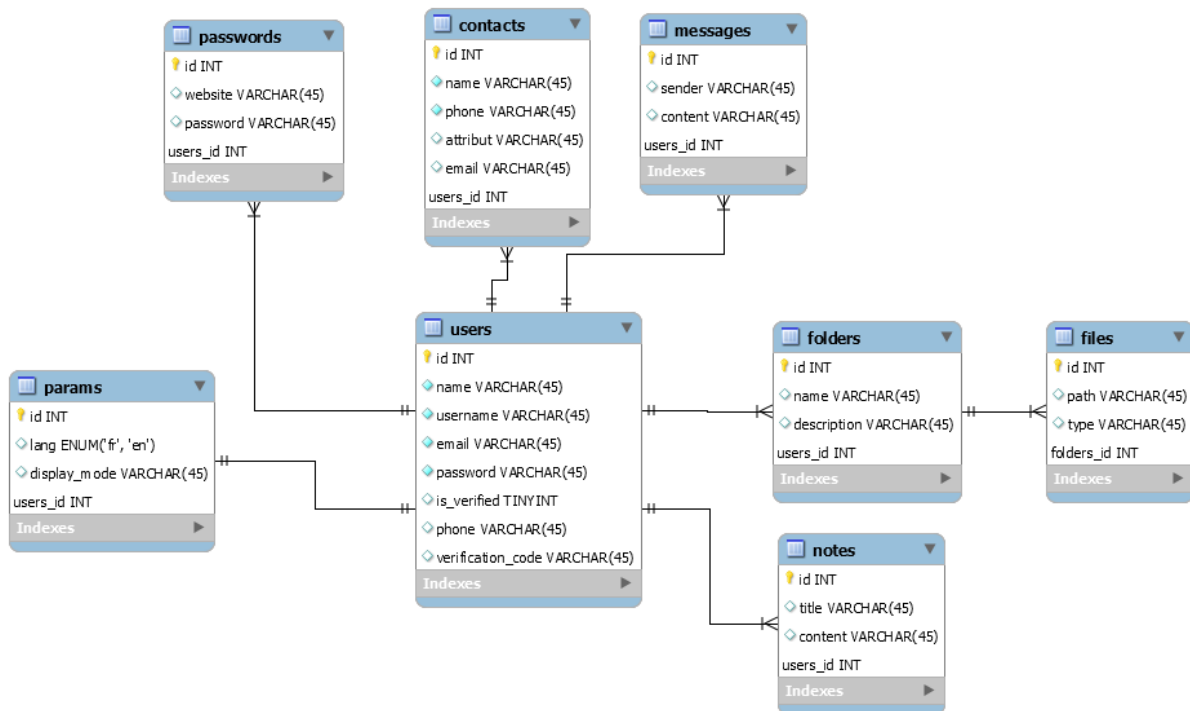 passwords
id INT
website VARCHAR(45)
password VARCHAR(45)
users_id INT
Indexes
contacts
id INT
name VARCHAR(45)
phone VARCHAR(45)
attribut VARCHAR(45)
email VARCHAR(45)
users_id INT
Indexes
messages
id INT
sender VARCHAR(45)
content VARCHAR(45)
users_id INT
Indexes
params
id INT
lang ENUM('fr', 'en')
display_mode VARCHAR(45)
users_id INT
Indexes
users
id INT
name VARCHAR(45)
username VARCHAR(45)
email VARCHAR(45)
password VARCHAR(45)
is_verified TINYINT
phone VARCHAR(45)
verification_code VARCHAR(45)
Indexes
folders
id INT
name VARCHAR(45)
description VARCHAR(45)
users_id INT
Indexes
files
id INT
path VARCHAR(45)
type VARCHAR(45)
folders_id INT
Indexes
notes
id INT
title VARCHAR(45)
content VARCHAR(45)
users_id INT
Indexes